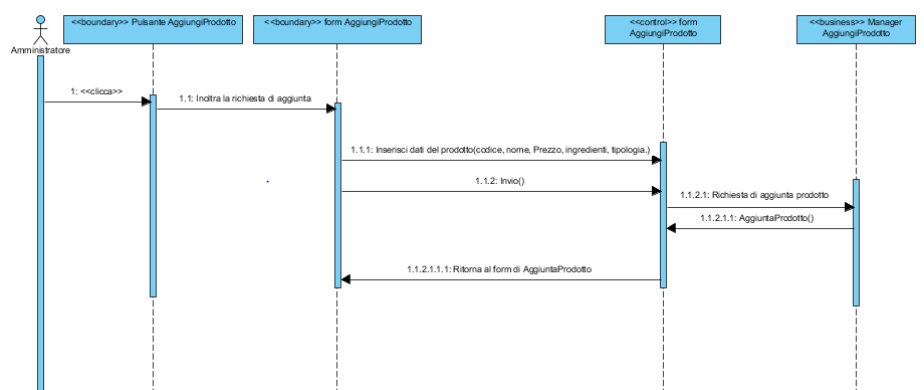 <<boundary>> Pulsante AggiungiProdotto
<<boundary>> form AggiungiProdotto
<<control>> form
AggiungiProdotto
<<business>> Manager
AggiungiProdotto
Amministratore
1: <<clicca>>
1.1: Inoltra la richiesta di aggiunta
1.1.1: Inserisci dati del prodotto(codice, nome, Prezzo, ingredienti, tipologia.)
1.1.2: Invio()
1.1.2.1: Richiesta di aggiunta prodotto
1.1.2.1.1: AggiuntaProdotto()
1.1.2.1.1.1: Ritorna al form di AggiuntaProdotto